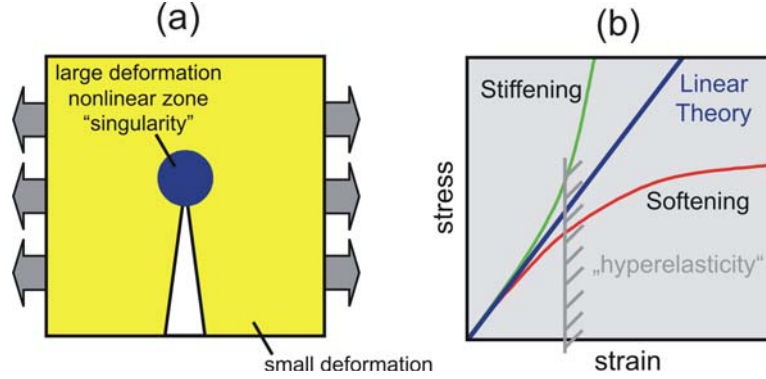 (a)
large deformation
nonlinear zone
“singularity”
small deformation
(b)
Stiffening
Linear
Theory
Softening
„hyperelasticity“
stress
strain